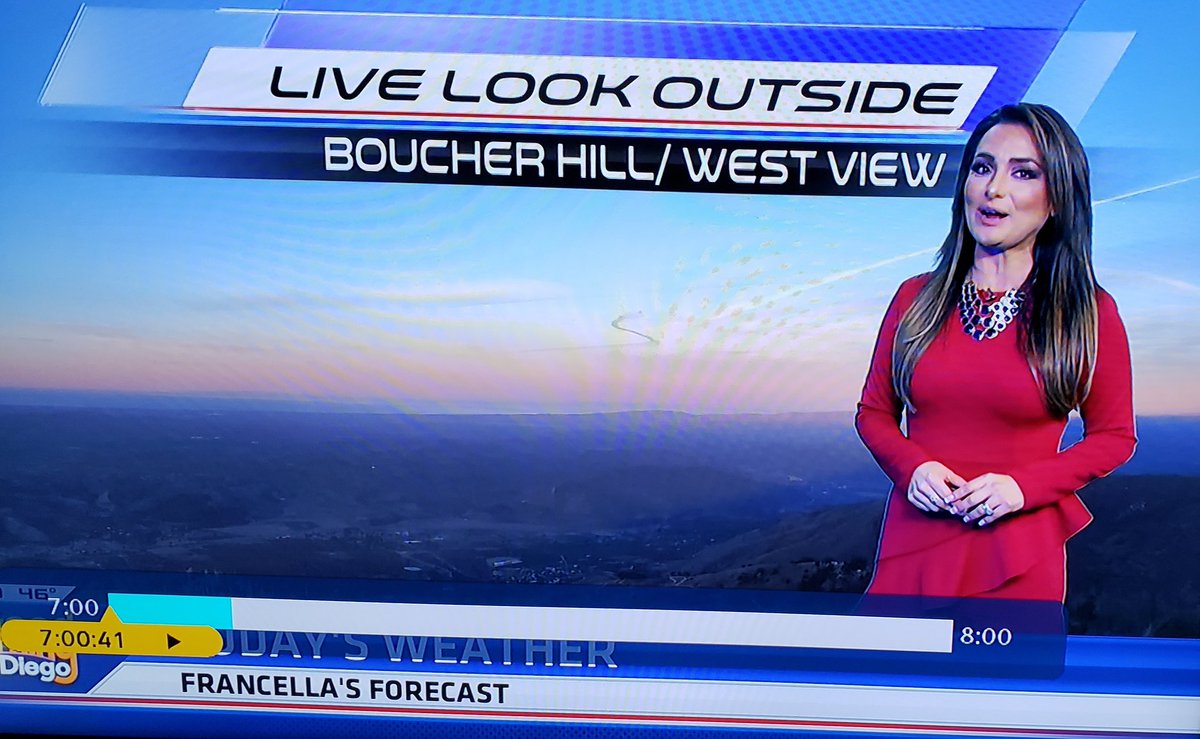 LIVE LOOK OUTSIDE
BOUCHER HILL/ WEST VIEW
46°
7:00
8:00
7:00:41
TODAY'S WEATHER
Diego
FRANCELLA'S FORECAST